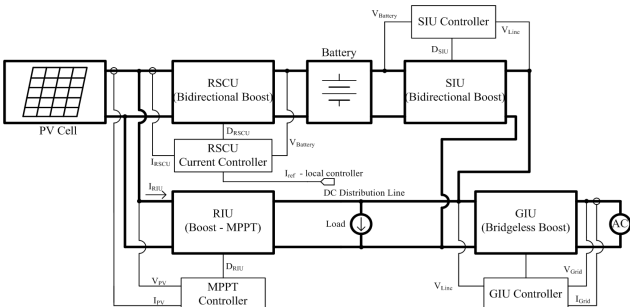 V_Battery
SIU Controller
V_Line
Battery
D_SIU
RSCU
(Bidirectional Boost)
SIU
(Bidirectional Boost)
PV Cell
D_RSCU
V_Battery
I_RSCU
RSCU
Current Controller
I_ref - local controller
I_RIU
DC Distribution Line
RIU
(Boost - MPPT)
Load
GIU
(Bridgeless Boost)
AC
D_RIU
V_PV
V_Grid
I_PV
MPPT
Controller
V_Line
GIU Controller
I_Grid